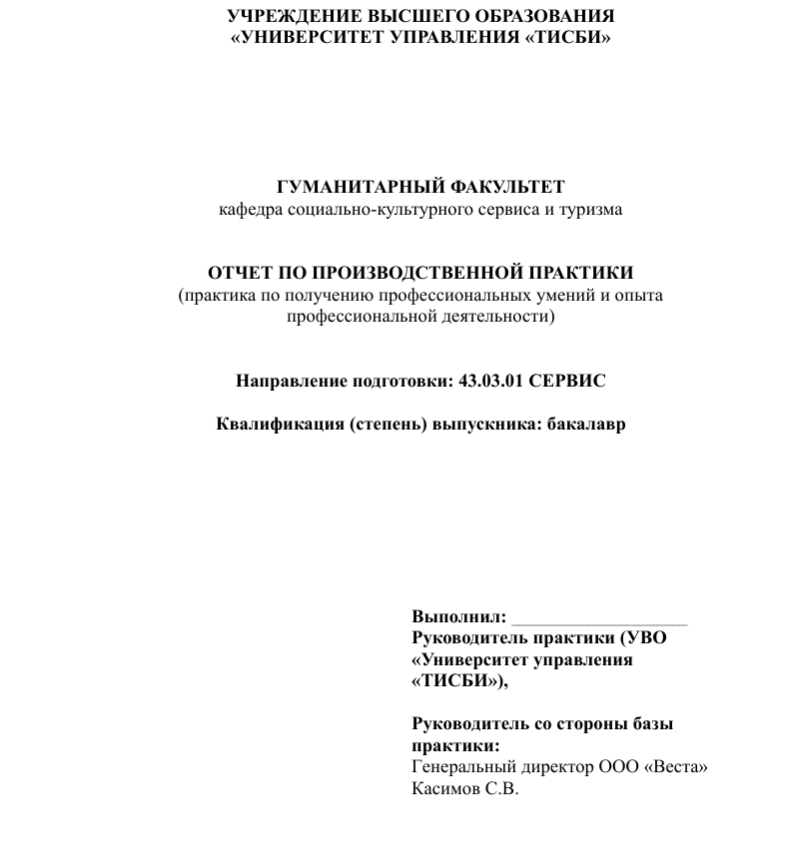 УЧРЕЖДЕНИЕ ВЫСШЕГО ОБРАЗОВАНИЯ
«УНИВЕРСИТЕТ УПРАВЛЕНИЯ «ТИСБИ»
ГУМАНИТАРНЫЙ ФАКУЛЬТЕТ
кафедра социально-культурного сервиса и туризма
ОТЧЕТ ПО ПРОИЗВОДСТВЕННОЙ ПРАКТИКИ
(практика по получению профессиональных умений и опыта
профессиональной деятельности)
Направление подготовки: 43.03.01 СЕРВИС
Квалификация (степень) выпускника: бакалавр
Выполнил: ____________________
Руководитель практики (УВО
«Университет управления
«ТИСБИ»),
Руководитель со стороны базы
практики:
Генеральный директор ООО «Веста»
Касимов С.В.